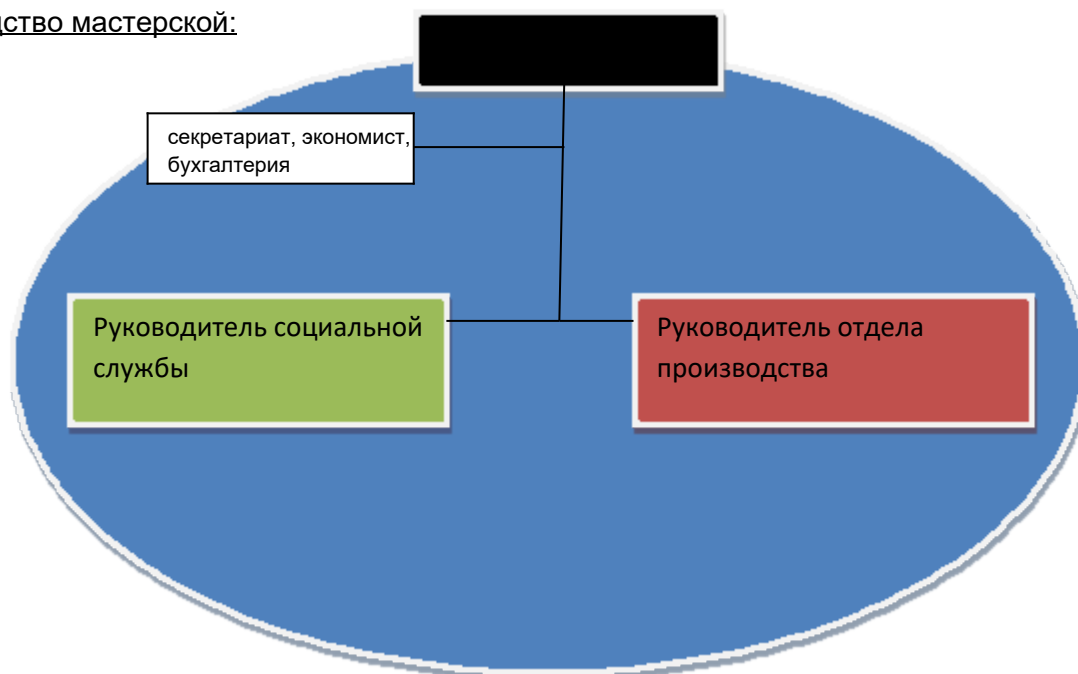 дство мастерской:
секретариат, экономист,
бухгалтерия
Руководитель социальной
службы
Руководитель отдела
производства